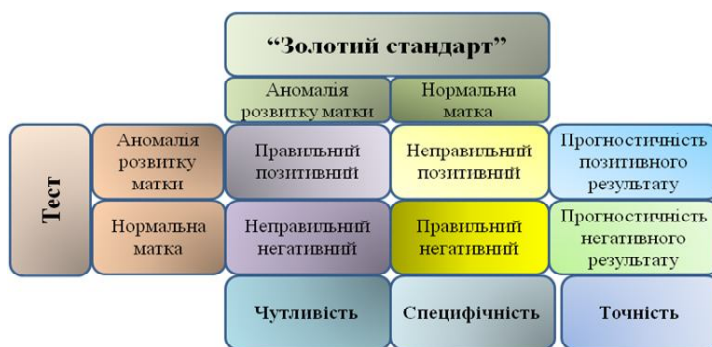 “Золотий стандарт”
Аномалія
розвитку матки
Нормальна
матка
Тест
Аномалія
розвитку
матки
Правильний
позитивний
Неправильний
позитивний
Прогностичність
позитивного
результату
Нормальна
матка
Неправильний
негативний
Правильний
негативний
Прогностичність
негативного
результату
Чутливість
Специфічність
Точність